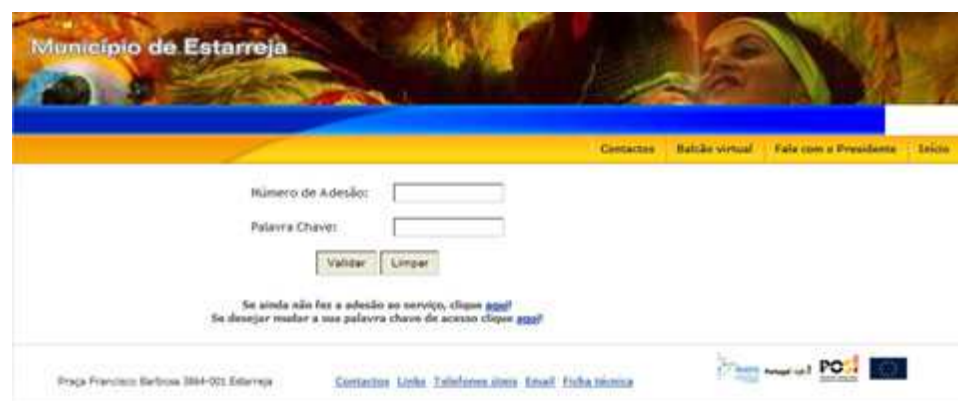 Município de Estarreja
Contactos Balcão virtual Fale com o Presidente Início
Número de Adesão:
Palavra Chave:
Validar Limpar
Se ainda não fez a adesão ao serviço, clique aqui!
Se desejar mudar a sua palavra chave de acesso clique aqui!
Praça Francisco Barbosa 3864-001 Estarreja
Contactos Links Telefones úteis Email Ficha técnica